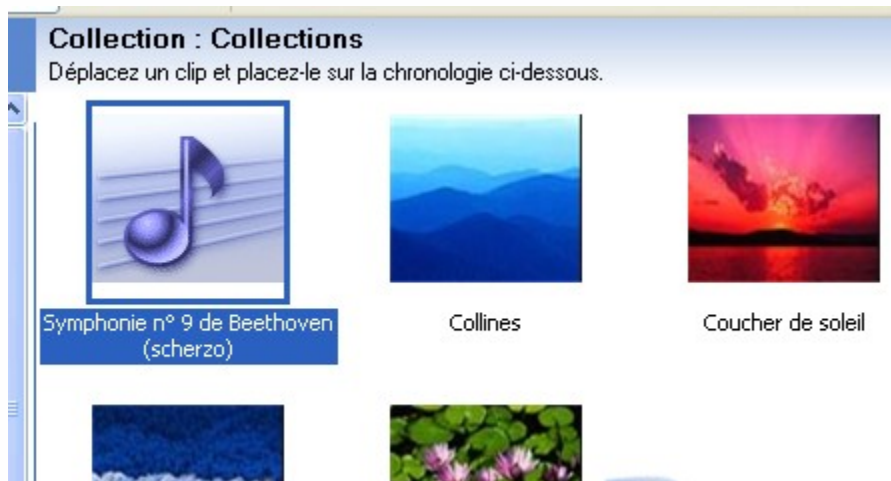 Collection : Collections
Déplacez un clip et placez-le sur la chronologie ci-dessous.
Symphonie n° 9 de Beethoven
(scherzo)
Collines
Coucher de soleil